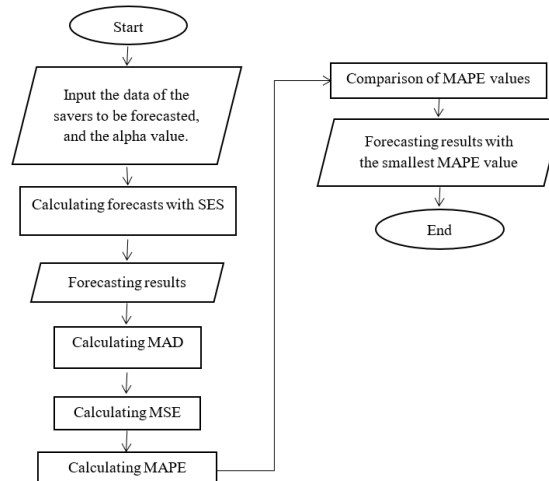 Start
Input the data of the
savers to be forecasted,
and the alpha value.
Calculating forecasts with SES
Forecasting results
Calculating MAD
Calculating MSE
Calculating MAPE
Comparison of MAPE values
Forecasting results with
the smallest MAPE value
End